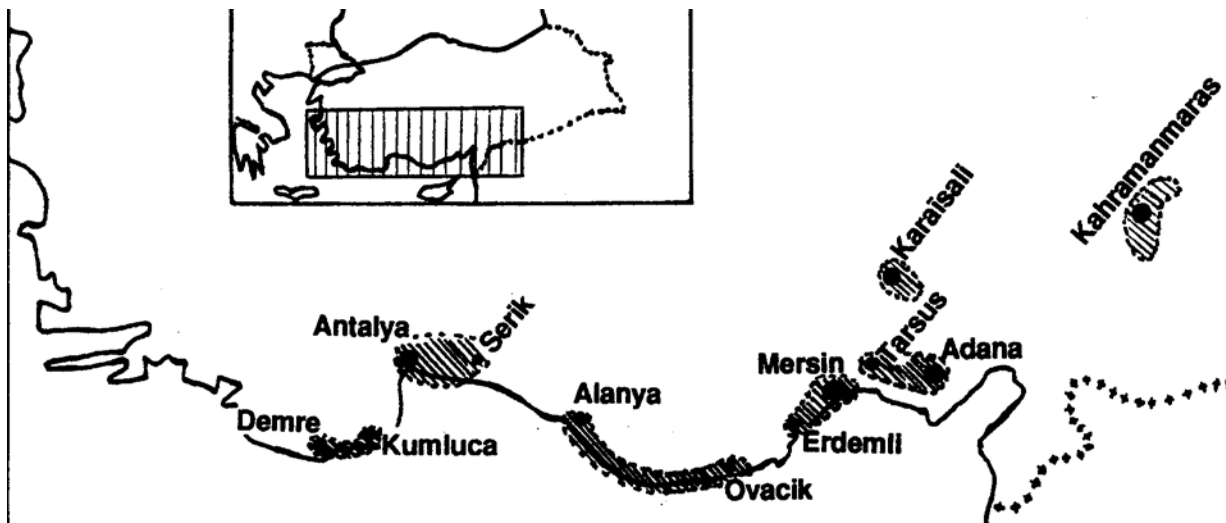 Kahramanmaras
Karaisali
Antalya
Serik
Tarsus
Mersin
Adana
Alanya
Demre
Kumluca
Erdemli
Ovacik